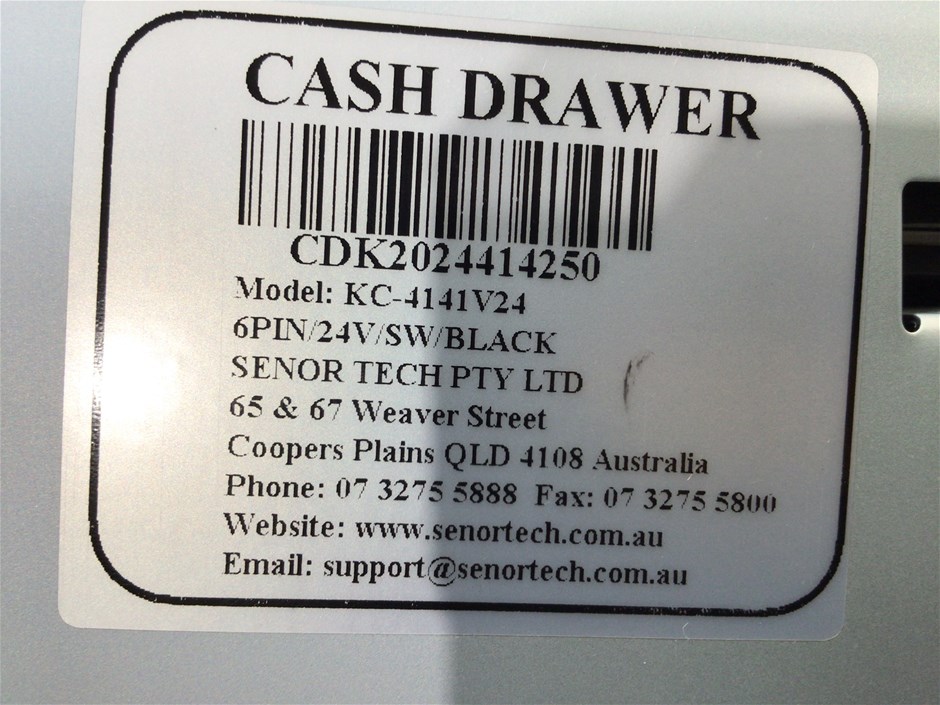 CASH DRAWER
CDK2024414250
Model: KC-4141V24
6PIN/24V/SW/BLACK
SENOR TECH PTY LTD
65 & 67 Weaver Street
Coopers Plains QLD 4108 Australia
Phone: 07 3275 5888 Fax: 07 3275 5800
Website: www.senortech.com.au
Email: support@senortech.com.au